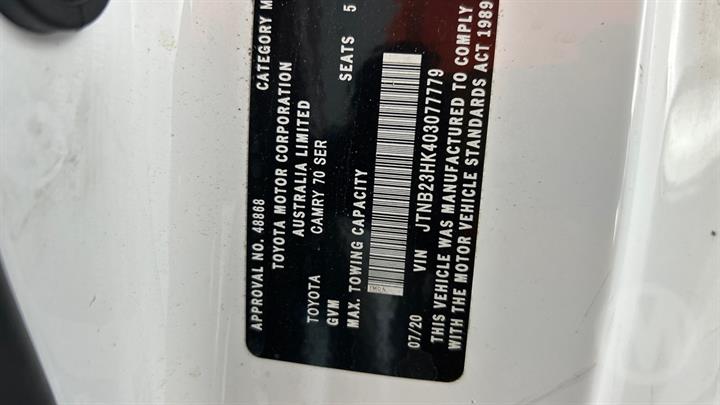 APPROVAL NO. 48868 CATEGORY M
TOYOTA MOTOR CORPORATION
AUSTRALIA LIMITED
TOYOTA CAMRY 70 SER SEATS 5
GVM
MAX. TOWING CAPACITY
07/20 VIN JTNB23HK403077779
THIS VEHICLE WAS MANUFACTURED TO COMPLY
WITH THE MOTOR VEHICLE STANDARDS ACT 1989